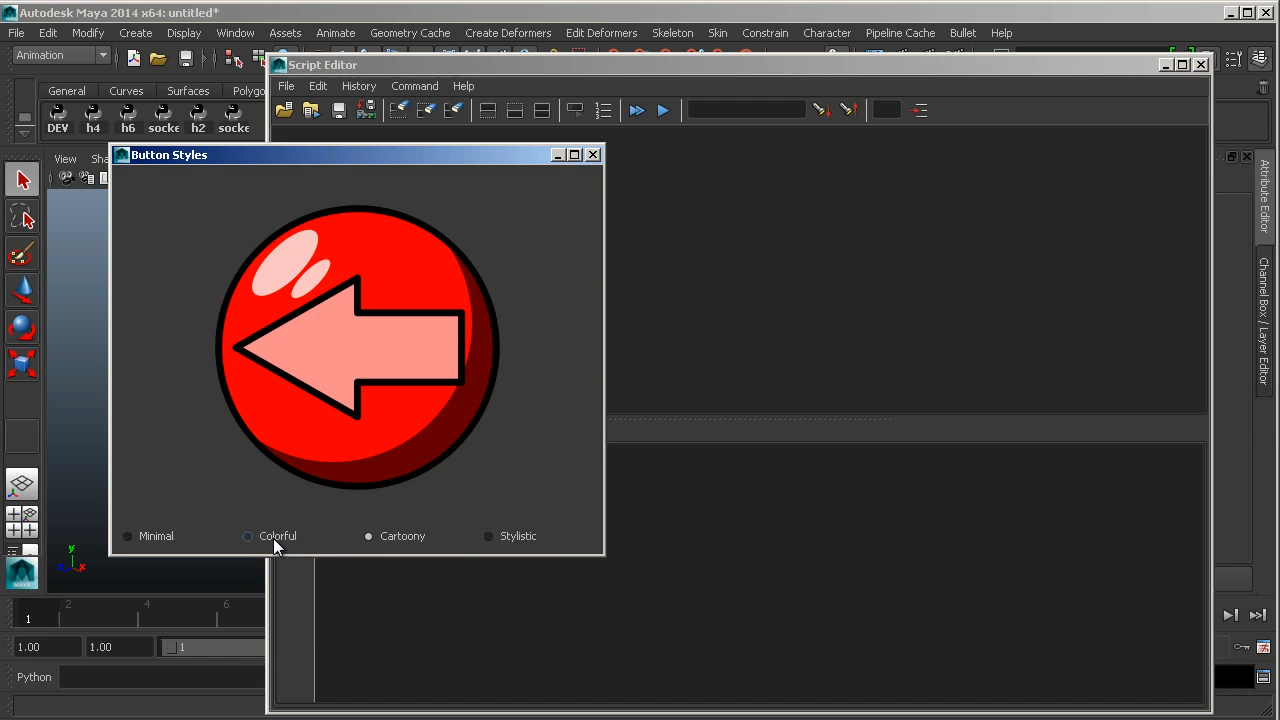 Autodesk Maya 2014 x64: untitled*
File Edit Modify Create Display Window Assets Animate Geometry Cache Create Deformers Edit Deformers Skeleton Skin Constrain Character Pipeline Cache Bullet Help
Animation
Script Editor
File Edit History Command Help
General Curves Surfaces Polygo
DEV h4 h6 socke h2 socke
View Sha
Button Styles
Minimal Colorful Cartoony Stylistic
Attribute Editor
Channel Box / Layer Editor
y
z x
MAYA
1 2 4 6
1.00 1.00 1
Python